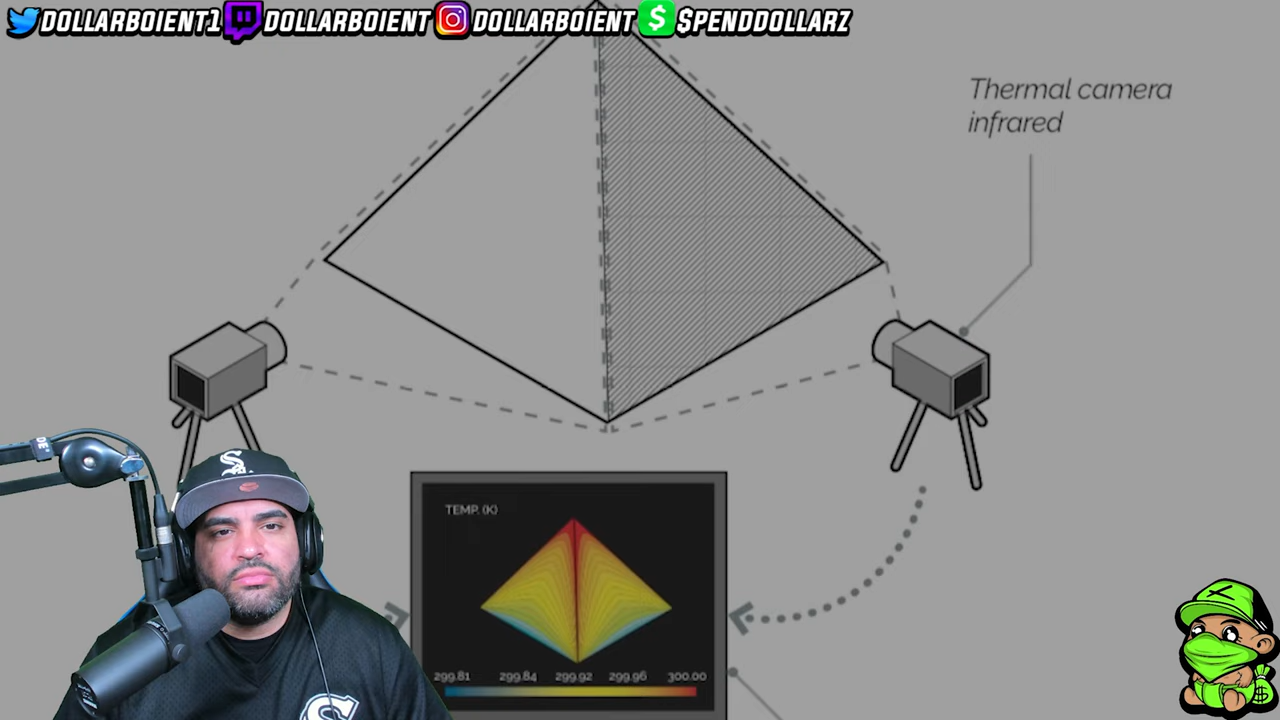 DOLLARBOIENT1 DOLLARBOIENT DOLLARBOIENT $ $PENDDOLLARZ
Thermal camera
infrared
TEMP. (K)
299.81 299.84 299.92 299.96 300.00